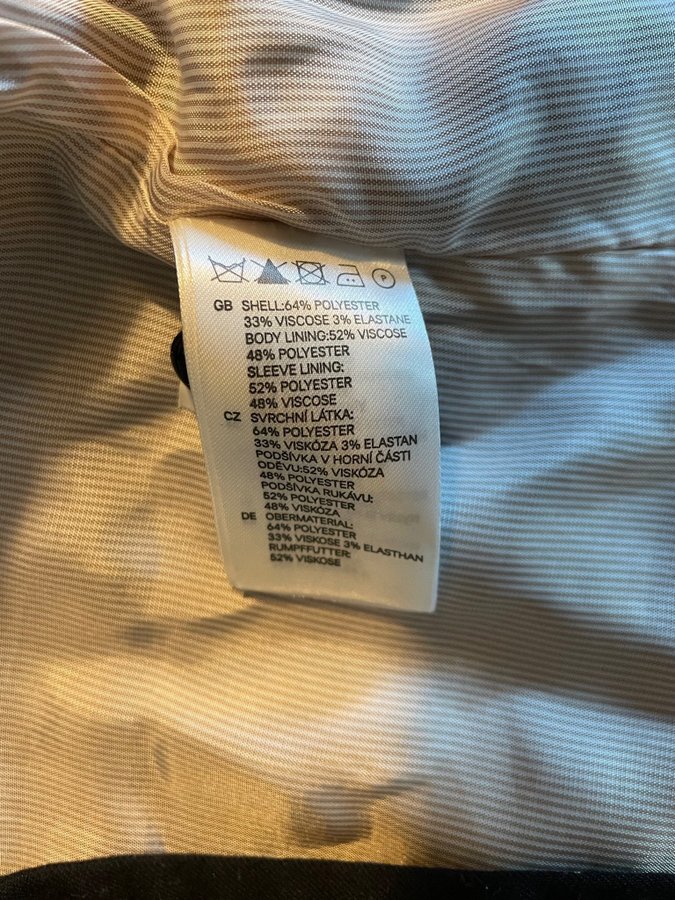 P
GB SHELL:64% POLYESTER
33% VISCOSE 3% ELASTANE
BODY LINING:52% VISCOSE
48% POLYESTER
SLEEVE LINING:
52% POLYESTER
48% VISCOSE
CZ SVRCHNÍ LÁTKA:
64% POLYESTER
33% VISKÓZA 3% ELASTAN
PODŠÍVKA V HORNÍ ČÁSTI
ODĚVU:52% VISKÓZA
48% POLYESTER
PODŠÍVKA RUKÁVU:
52% POLYESTER
48% VISKÓZA
DE OBERMATERIAL:
64% POLYESTER
33% VISKOSE 3% ELASTHAN
RUMPFFUTTER:
52% VISKOSE